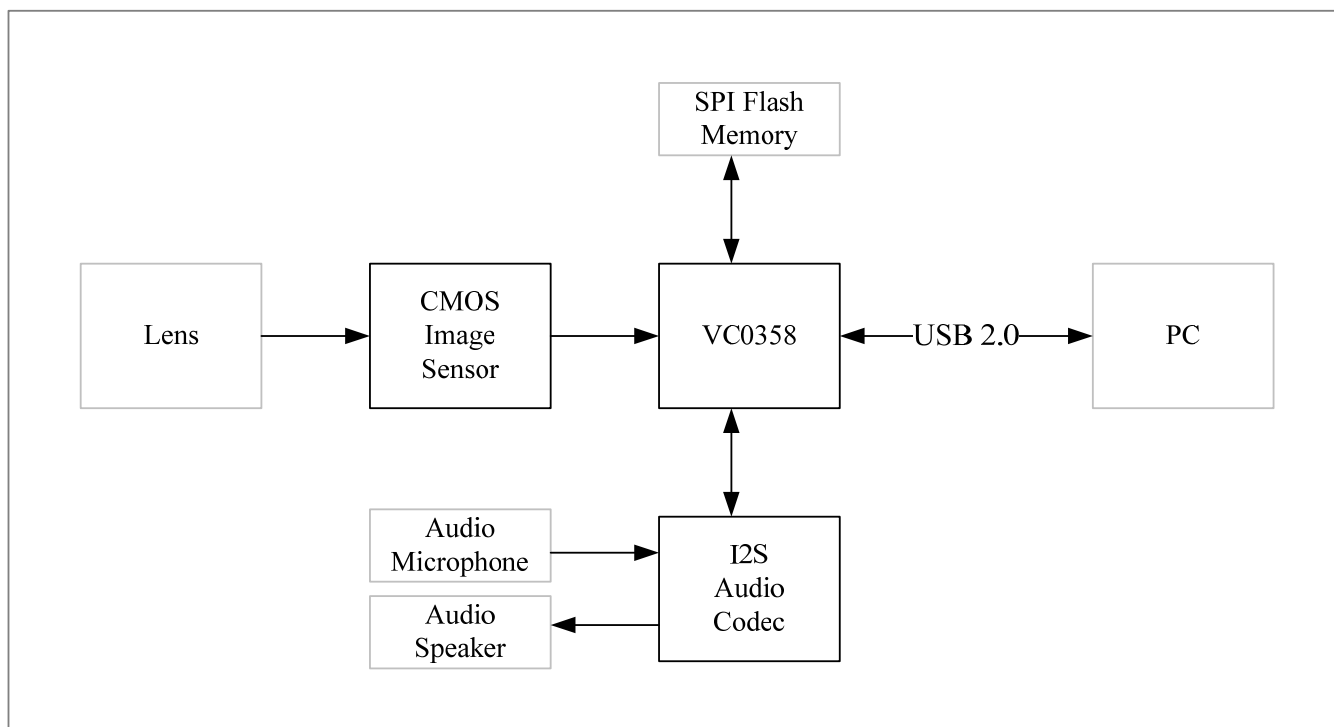 SPI Flash
Memory
Lens
CMOS
Image
Sensor
VC0358
USB 2.0
PC
Audio
Microphone
Audio
Speaker
I2S
Audio
Codec